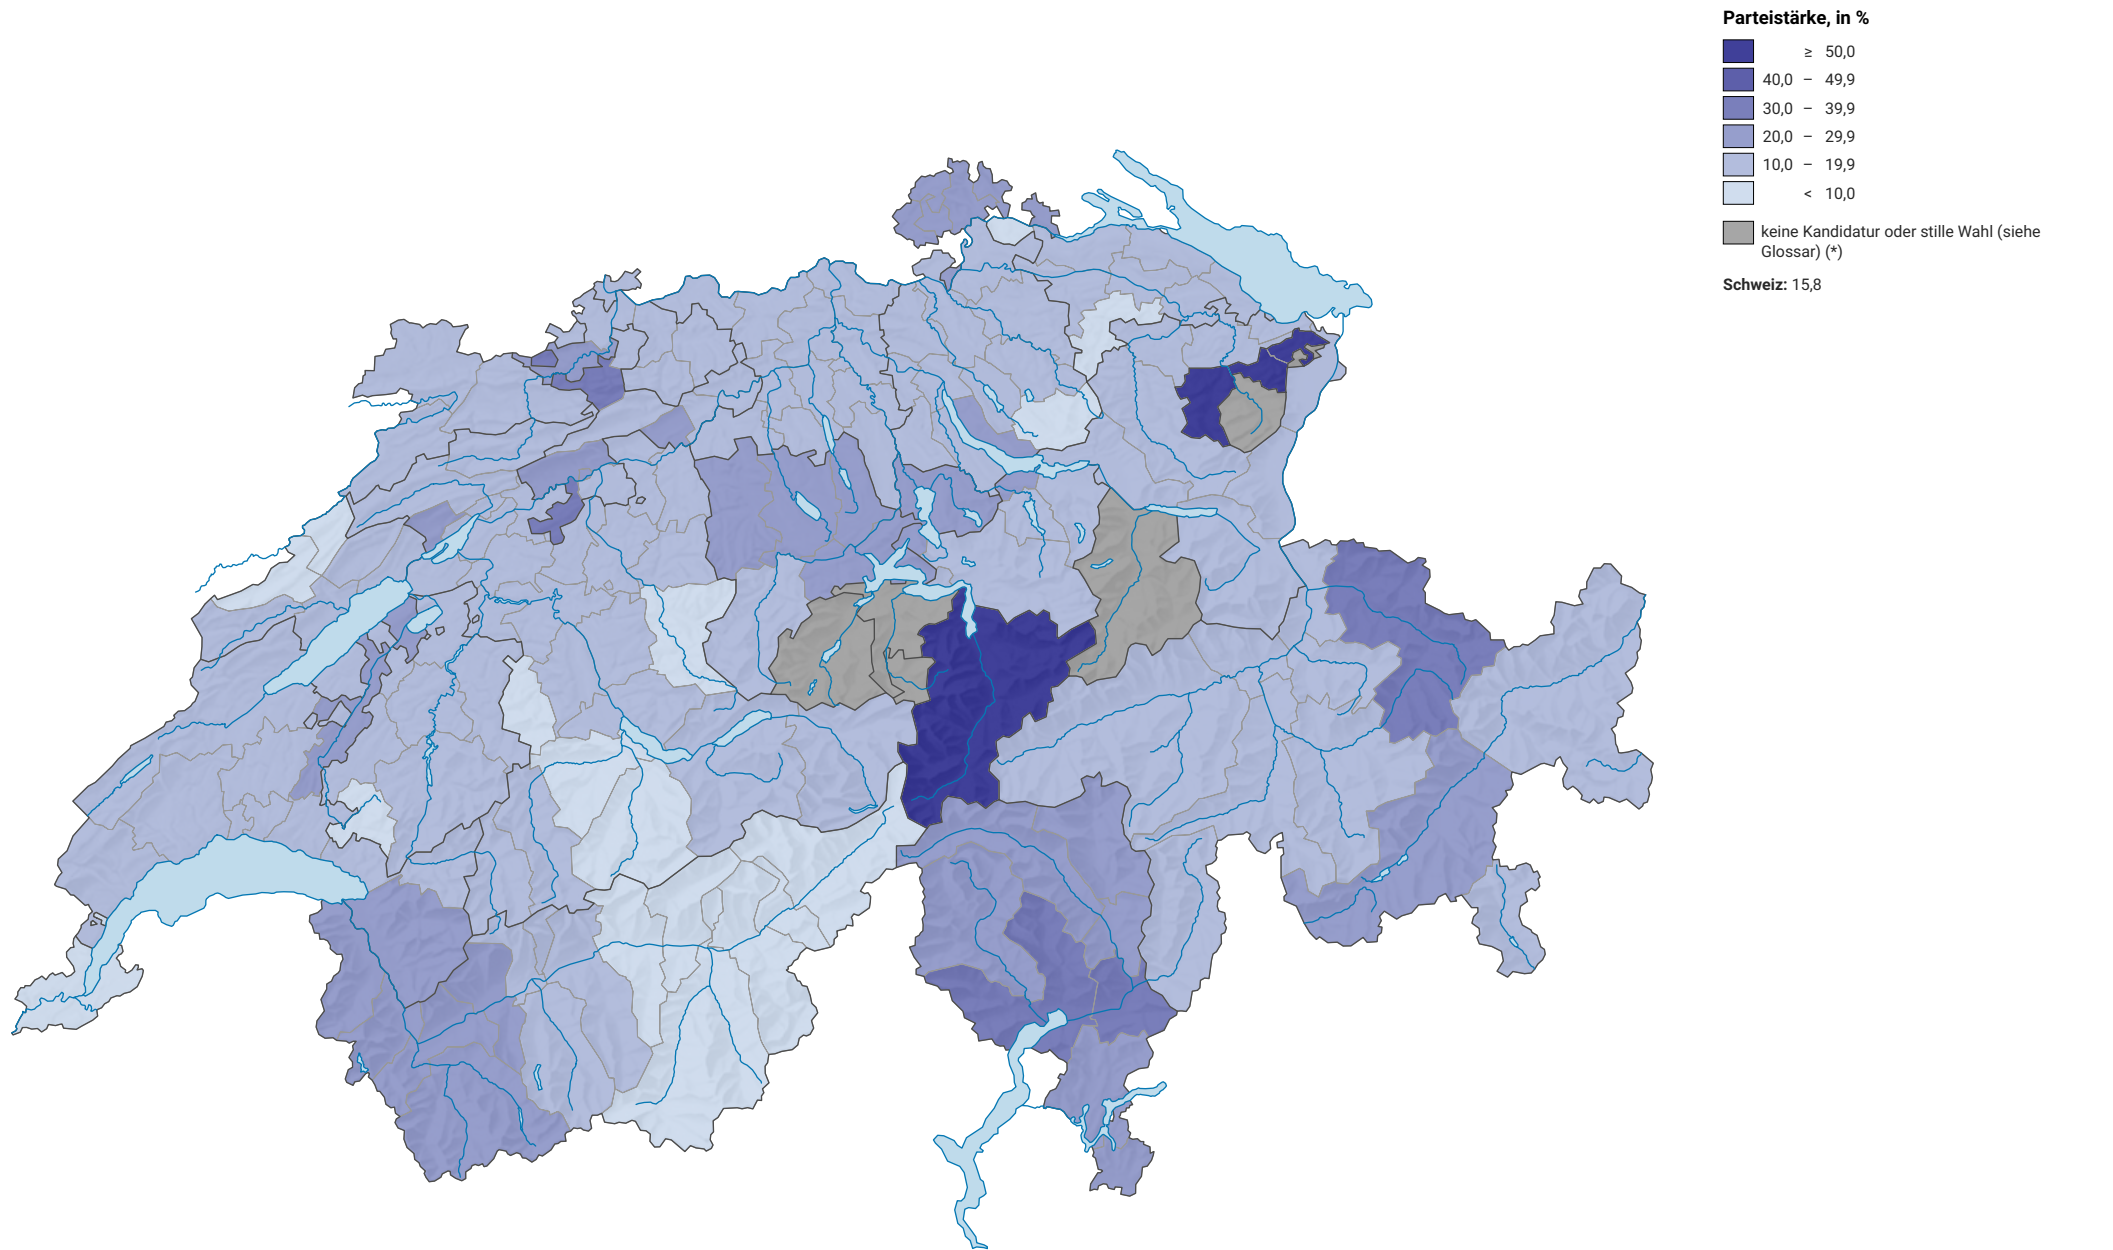 Parteistärke, in %
≥ 50,0
40,0 – 49,9
30,0 – 39,9
20,0 – 29,9
10,0 – 19,9
< 10,0
keine Kandidatur oder stille Wahl (siehe
Glossar) (*)
Schweiz: 15,8